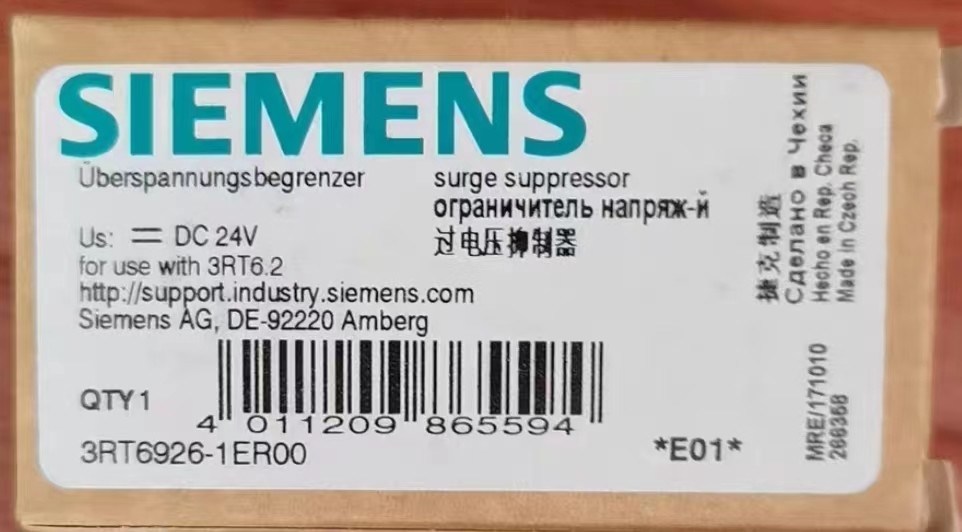 SIEMENS
Überspannungsbegrenzer
surge suppressor
ограничитель напряж-й
过电压抑制器
Us: DC 24V
for use with 3RT6.2
http://support.industry.siemens.com
Siemens AG, DE-92220 Amberg
QTY 1
4 011209 865594
3RT6926-1ER00
*E01*
捷克制造
Сделано в Чехии
Hecho en Rep. Checa
Made in Czech Rep.
MRE/171010
266368